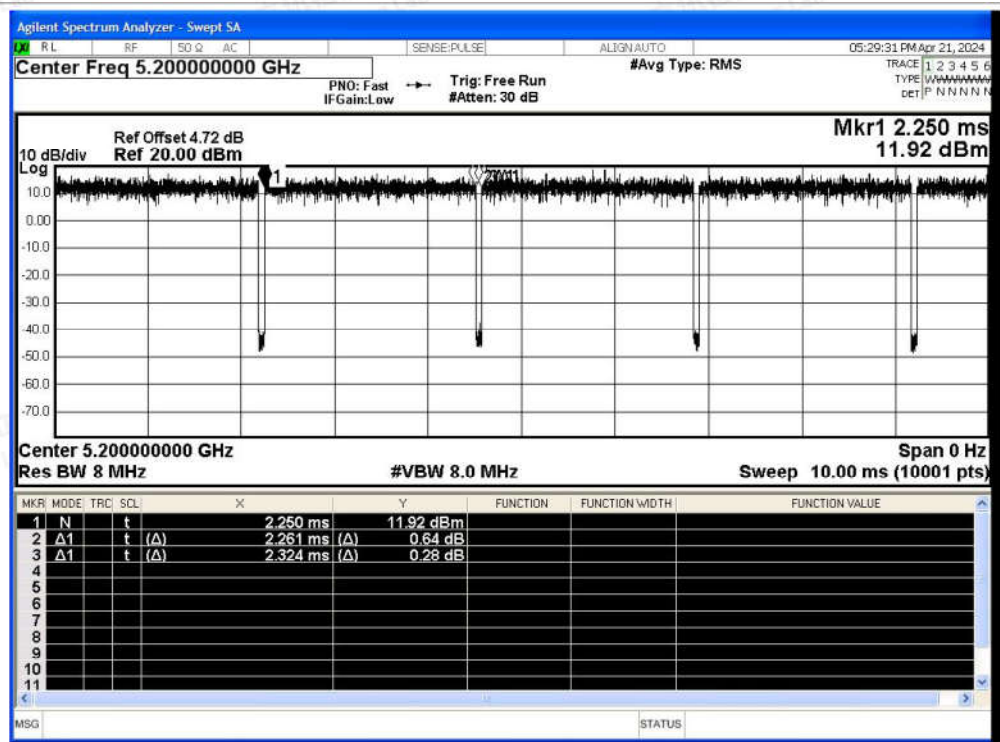 Agilent Spectrum Analyzer - Swept SA
LXI RL RF 50 Ω AC SENSE:PULSE ALIGN AUTO 05:29:31 PM Apr 21, 2024
Center Freq 5.200000000 GHz #Avg Type: RMS TRACE 1 2 3 4 5 6
PNO: Fast Trig: Free Run TYPE
IFGain:Low #Atten: 30 dB DET P N N N N N
Mkr1 2.250 ms
Ref Offset 4.72 dB
10 dB/div Ref 20.00 dBm 11.92 dBm
Log
1
10.0
0.00
-10.0
-20.0
-30.0
-40.0
-50.0
-60.0
-70.0
Center 5.200000000 GHz Span 0 Hz
Res BW 8 MHz #VBW 8.0 MHz Sweep 10.00 ms (10001 pts)
MKR MODE TRC SCL X Y FUNCTION FUNCTION WIDTH FUNCTION VALUE
1 N t 2.250 ms 11.92 dBm
2 Δ1 t (Δ) 2.261 ms (Δ) 0.64 dB
3 Δ1 t (Δ) 2.324 ms (Δ) 0.28 dB
4
5
6
7
8
9
10
11
MSG STATUS